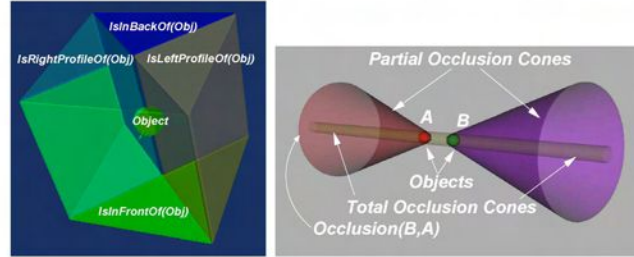 IsInBackOf(Obj)
IsRightProfileOf(Obj)
IsLeftProfileOf(Obj)
Object
IsInFrontOf(Obj)
Partial Occlusion Cones
A
B
Objects
Total Occlusion Cones
Occlusion(B,A)